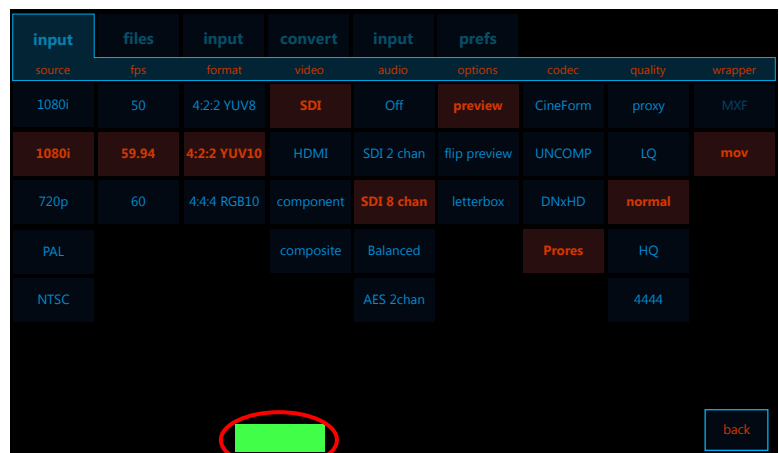 input files input convert input prefs
source fps format video audio options codec quality wrapper
1080i 50 4:2:2 YUV8 SDI Off preview CineForm proxy MXF
1080i 59.94 4:2:2 YUV10 HDMI SDI 2 chan flip preview UNCOMP LQ mov
720p 60 4:4:4 RGB10 component SDI 8 chan letterbox DNxHD normal
PAL composite Balanced Prores HQ
NTSC AES 2chan 4444
back